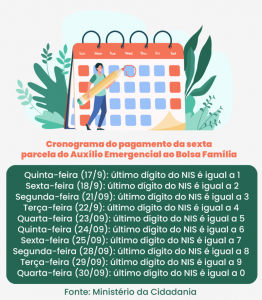 Cronograma do pagamento da sexta
parcela do Auxílio Emergencial ao Bolsa Família
Quinta-feira (17/9): último dígito do NIS é igual a 1
Sexta-feira (18/9): último dígito do NIS é igual a 2
Segunda-feira (21/09): último dígito do NIS é igual a 3
Terça-feira (22/9): último dígito do NIS é igual a 4
Quarta-feira (23/09): último dígito do NIS é igual a 5
Quinta-feira (24/09): último dígito do NIS é igual a 6
Sexta-feira (25/09): último dígito do NIS é igual a 7
Segunda-feira (28/09): último dígito do NIS é igual a 8
Terça-feira (29/09): último dígito do NIS é igual a 9
Quarta-feira (30/09): último dígito do NIS é igual a 0
Fonte: Ministério da Cidadania